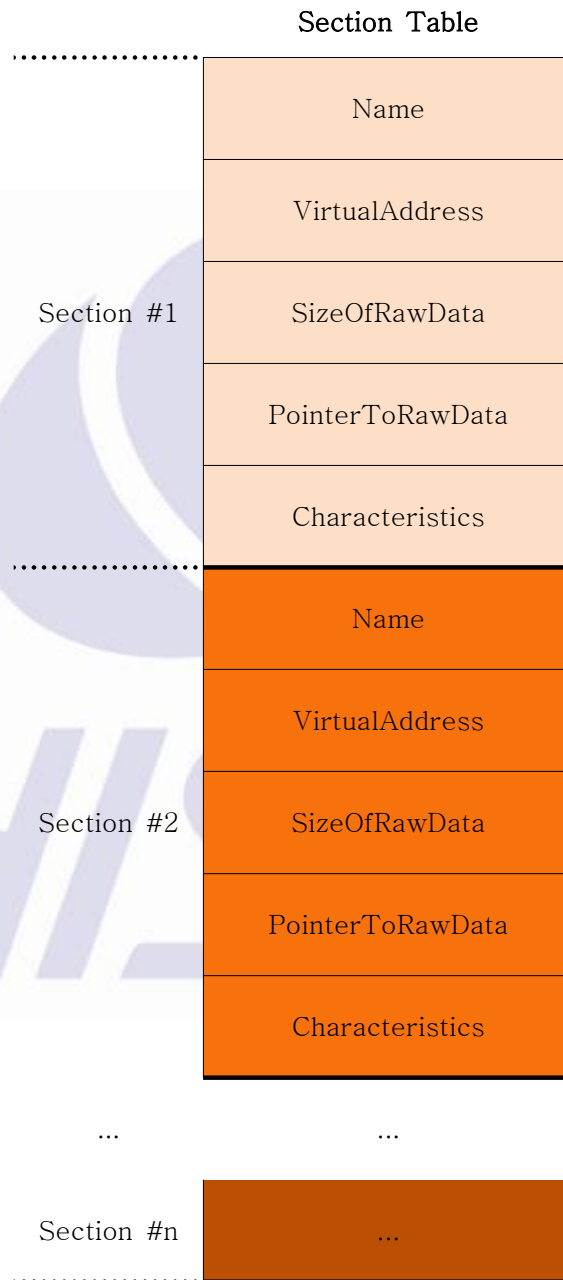 Section Table
Name
VirtualAddress
Section #1
SizeOfRawData
PointerToRawData
Characteristics
Name
VirtualAddress
Section #2
SizeOfRawData
PointerToRawData
Characteristics
... ...
Section #n ...